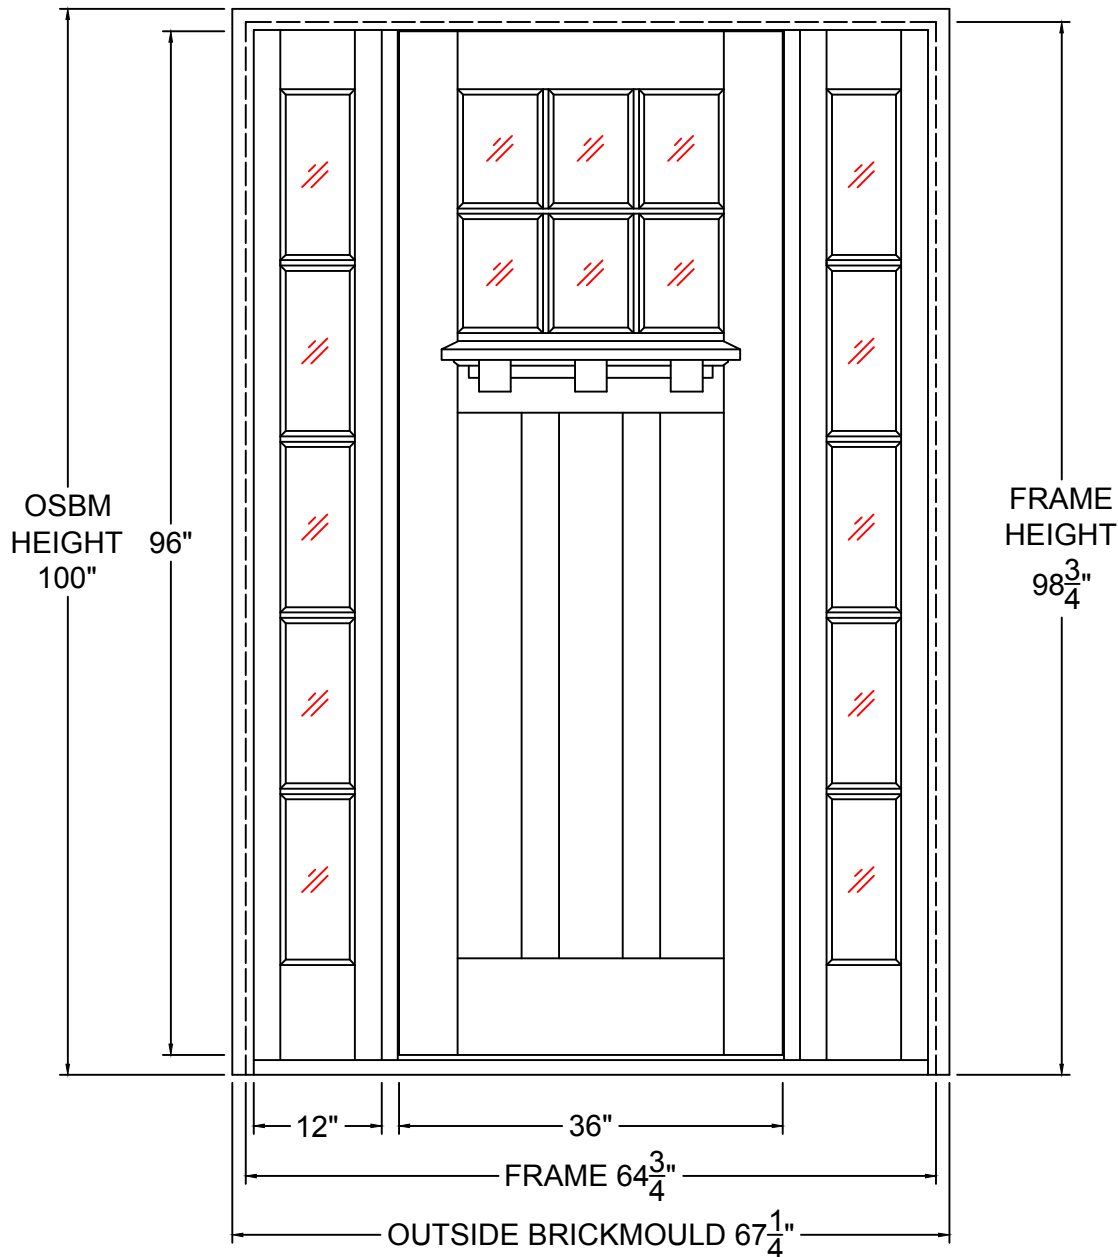 OSBM
HEIGHT
100"
96"
FRAME
HEIGHT
98 3/4"
12"
36"
FRAME 64 3/4"
OUTSIDE BRICKMOULD 67 1/4"